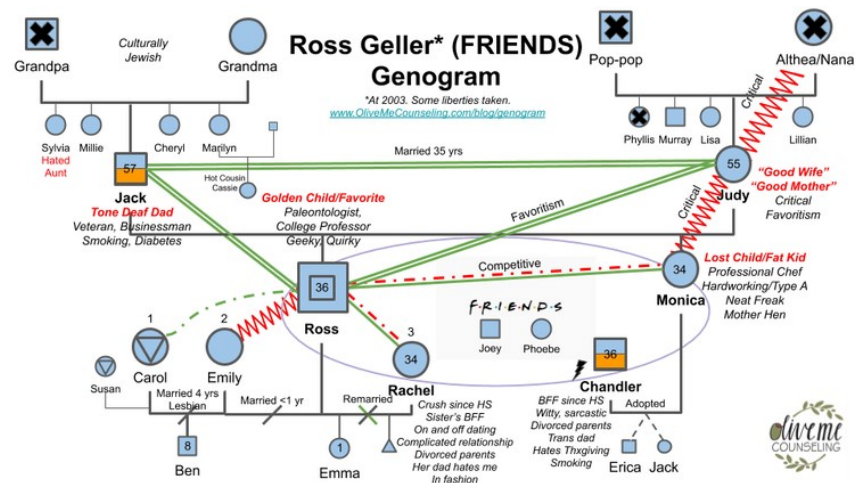 Ross Geller* (FRIENDS)
Genogram
*At 2003. Some liberties taken.
www.OliveMeCounseling.com/blog/genogram
Grandpa
Culturally
Jewish
Grandma
Pop-pop
Althea/Nana
Sylvia
Hated
Aunt
Millie
Cheryl
Marilyn
Hot Cousin
Cassie
Phyllis
Murray
Lisa
Lillian
Critical
57
Jack
Tone Deaf Dad
Veteran, Businessman
Smoking, Diabetes
Married 35 yrs
55
Judy
"Good Wife"
"Good Mother"
Critical
Favoritism
Golden Child/Favorite
Paleontologist,
College Professor
Geeky, Quirky
Favoritism
Critical
36
Ross
Competitive
34
Monica
Lost Child/Fat Kid
Professional Chef
Hardworking/Type A
Neat Freak
Mother Hen
F·R·I·E·N·D·S
Joey
Phoebe
1
Carol
2
Emily
3
34
Rachel
Crush since HS
Sister's BFF
On and off dating
Complicated relationship
Divorced parents
Her dad hates me
In fashion
36
Chandler
BFF since HS
Witty, sarcastic
Divorced parents
Trans dad
Hates Thxgiving
Smoking
Susan
Married 4 yrs
Lesbian
Married <1 yr
Remarried
Adopted
8
Ben
1
Emma
Erica
Jack
olive me
COUNSELING